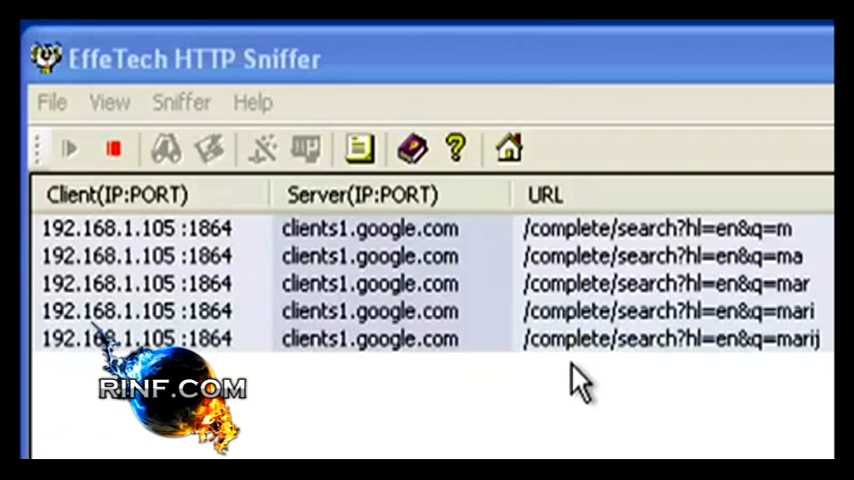 EffeTech HTTP Sniffer
File View Sniffer Help
Client(IP:PORT) Server(IP:PORT) URL
192.168.1.105 :1864 clients1.google.com /complete/search?hl=en&q=m
192.168.1.105 :1864 clients1.google.com /complete/search?hl=en&q=ma
192.168.1.105 :1864 clients1.google.com /complete/search?hl=en&q=mar
192.168.1.105 :1864 clients1.google.com /complete/search?hl=en&q=mari
192.168.1.105 :1864 clients1.google.com /complete/search?hl=en&q=marij
RINF.COM